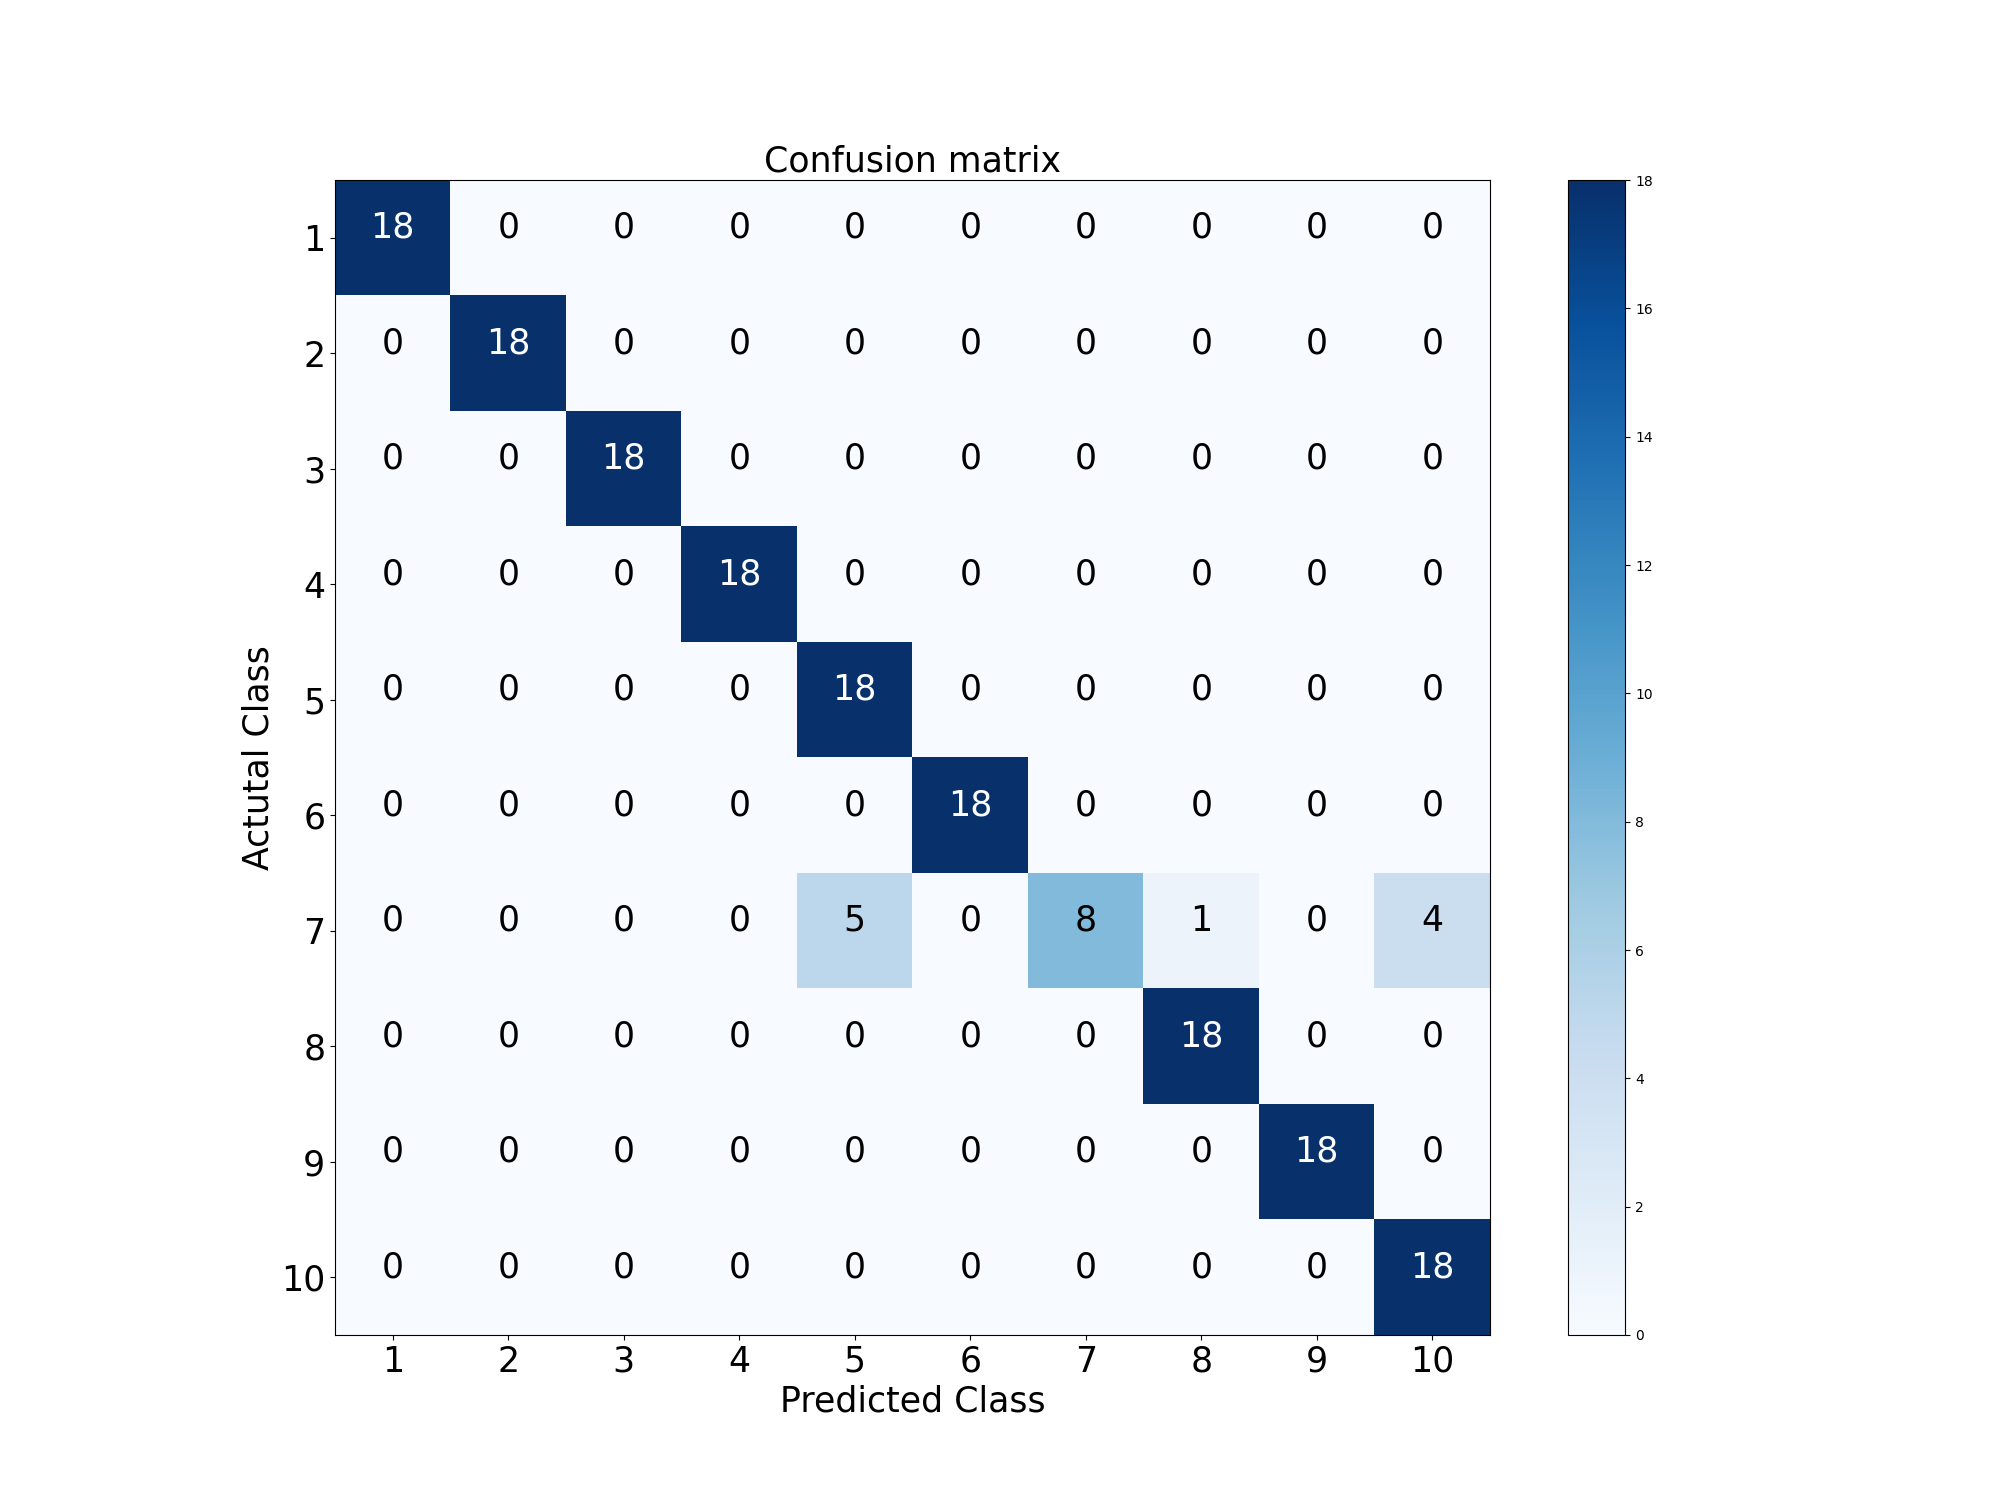 Confusion matrix
1 18 0 0 0 0 0 0 0 0 0
2 0 18 0 0 0 0 0 0 0 0
3 0 0 18 0 0 0 0 0 0 0
4 0 0 0 18 0 0 0 0 0 0
5 0 0 0 0 18 0 0 0 0 0
6 0 0 0 0 0 18 0 0 0 0
7 0 0 0 0 5 0 8 1 0 4
8 0 0 0 0 0 0 0 18 0 0
9 0 0 0 0 0 0 0 0 18 0
10 0 0 0 0 0 0 0 0 0 18
1 2 3 4 5 6 7 8 9 10
Predicted Class
Actutal Class
18
16
14
12
10
8
6
4
2
0